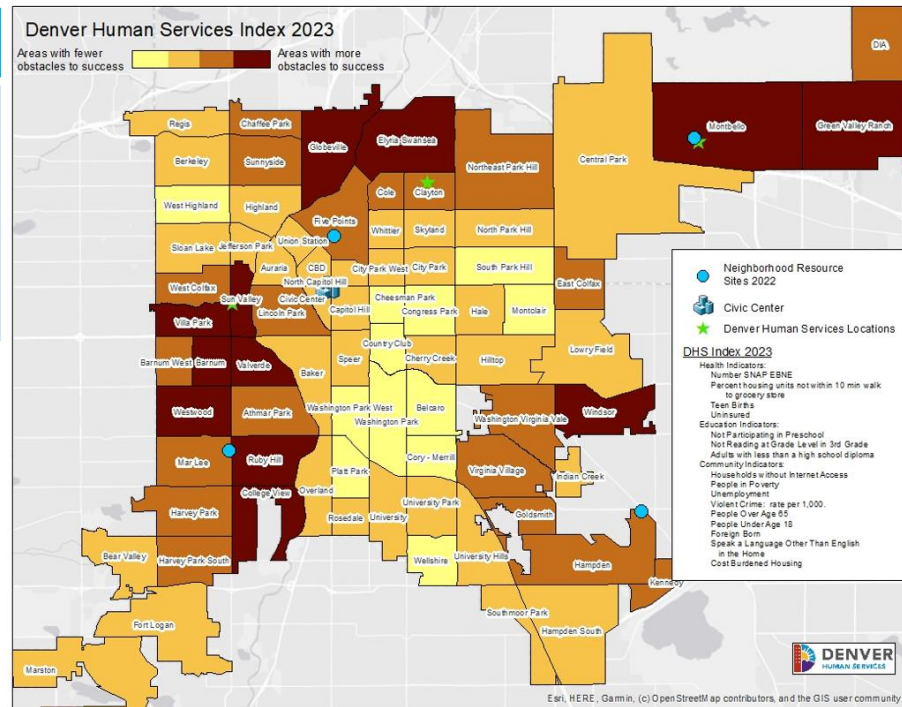 Denver Human Services Index 2023
Areas with fewer
obstacles to success
Areas with more
obstacles to success
DIA
Regis
Chaffee Park
Globeville
Elyria Swansea
Montbello
Green Valley Ranch
Berkeley
Sunnyside
Northeast Park Hill
Central Park
Cole
Clayton
West Highland
Highland
Five Points
Whittier
Skyland
North Park Hill
Sloan Lake
Jefferson Park
Union Station
Auraria
CBD
City Park West
City Park
South Park Hill
North Capitol Hill
West Colfax
Sun Valley
Civic Center
Cheesman Park
East Colfax
Lincoln Park
Capitol Hill
Congress Park
Hale
Montclair
Villa Park
Country Club
Lowry Field
Barnum West
Barnum
Valverde
Baker
Speer
Cherry Creek
Hilltop
Westwood
Athmar Park
Washington Park West
Belcaro
Washington Virginia Vale
Windsor
Washington Park
Mar Lee
Ruby Hill
Platt Park
Cory - Merrill
Virginia Village
Indian Creek
College View
Overland
University Park
Harvey Park
Rosedale
University
Goldsmith
Bear Valley
Harvey Park South
Wellshire
University Hills
Hampden
Kennedy
Fort Logan
Southmoor Park
Hampden South
Marston
Neighborhood Resource
Sites 2022
Civic Center
Denver Human Services Locations
DHS Index 2023
Health Indicators:
Number SNAP EBNE
Percent housing units not within 10 min walk
to grocery store
Teen Births
Uninsured
Education Indicators:
Not Participating in Preschool
Not Reading at Grade Level in 3rd Grade
Adults with less than a high school diploma
Community Indicators:
Households without Internet Access
People in Poverty
Unemployment
Violent Crime: rate per 1,000.
People Over Age 65
People Under Age 18
Foreign Born
Speak a Language Other Than English
in the Home
Cost Burdened Housing
DENVER
HUMAN SERVICES
Esri, HERE, Garmin, (c) OpenStreetMap contributors, and the GIS user community